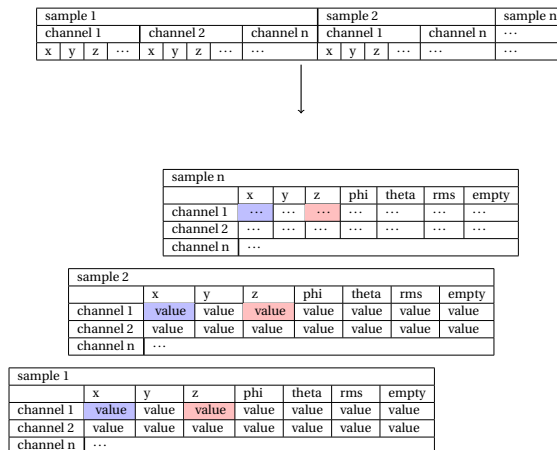 sample 1 sample 2 sample n
channel 1 channel 2 channel n channel 1 channel n ···
x y z ··· x y z ··· ··· x y z ··· ···
sample n
x y z phi theta rms empty
channel 1 ··· ··· ··· ··· ··· ··· ···
channel 2 ··· ··· ··· ··· ··· ··· ···
channel n ···
sample 2
x y z phi theta rms empty
channel 1 value value value value value value value
channel 2 value value value value value value value
channel n ···
sample 1
x y z phi theta rms empty
channel 1 value value value value value value value
channel 2 value value value value value value value
channel n ···